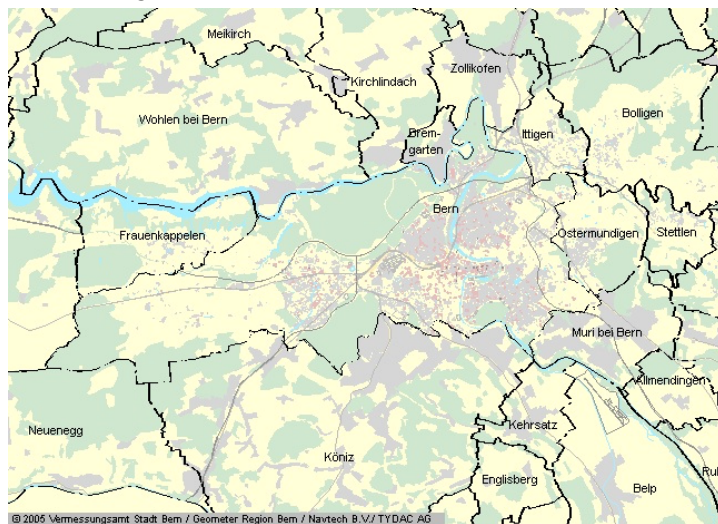 Meikirch
Zollikofen
Kirchlindach
Bolligen
Wohlen bei Bern
Ittigen
Brem-
garten
Bern
Frauenkappelen
Ostermundigen
Stettlen
Muri bei Bern
Allmendingen
Neuenegg
Kehrsatz
Köniz
Englisberg
Belp
Ru
© 2005 Vermessungsamt Stadt Bern / Geometer Region Bern / Navtech B.V./ TYDAC AG